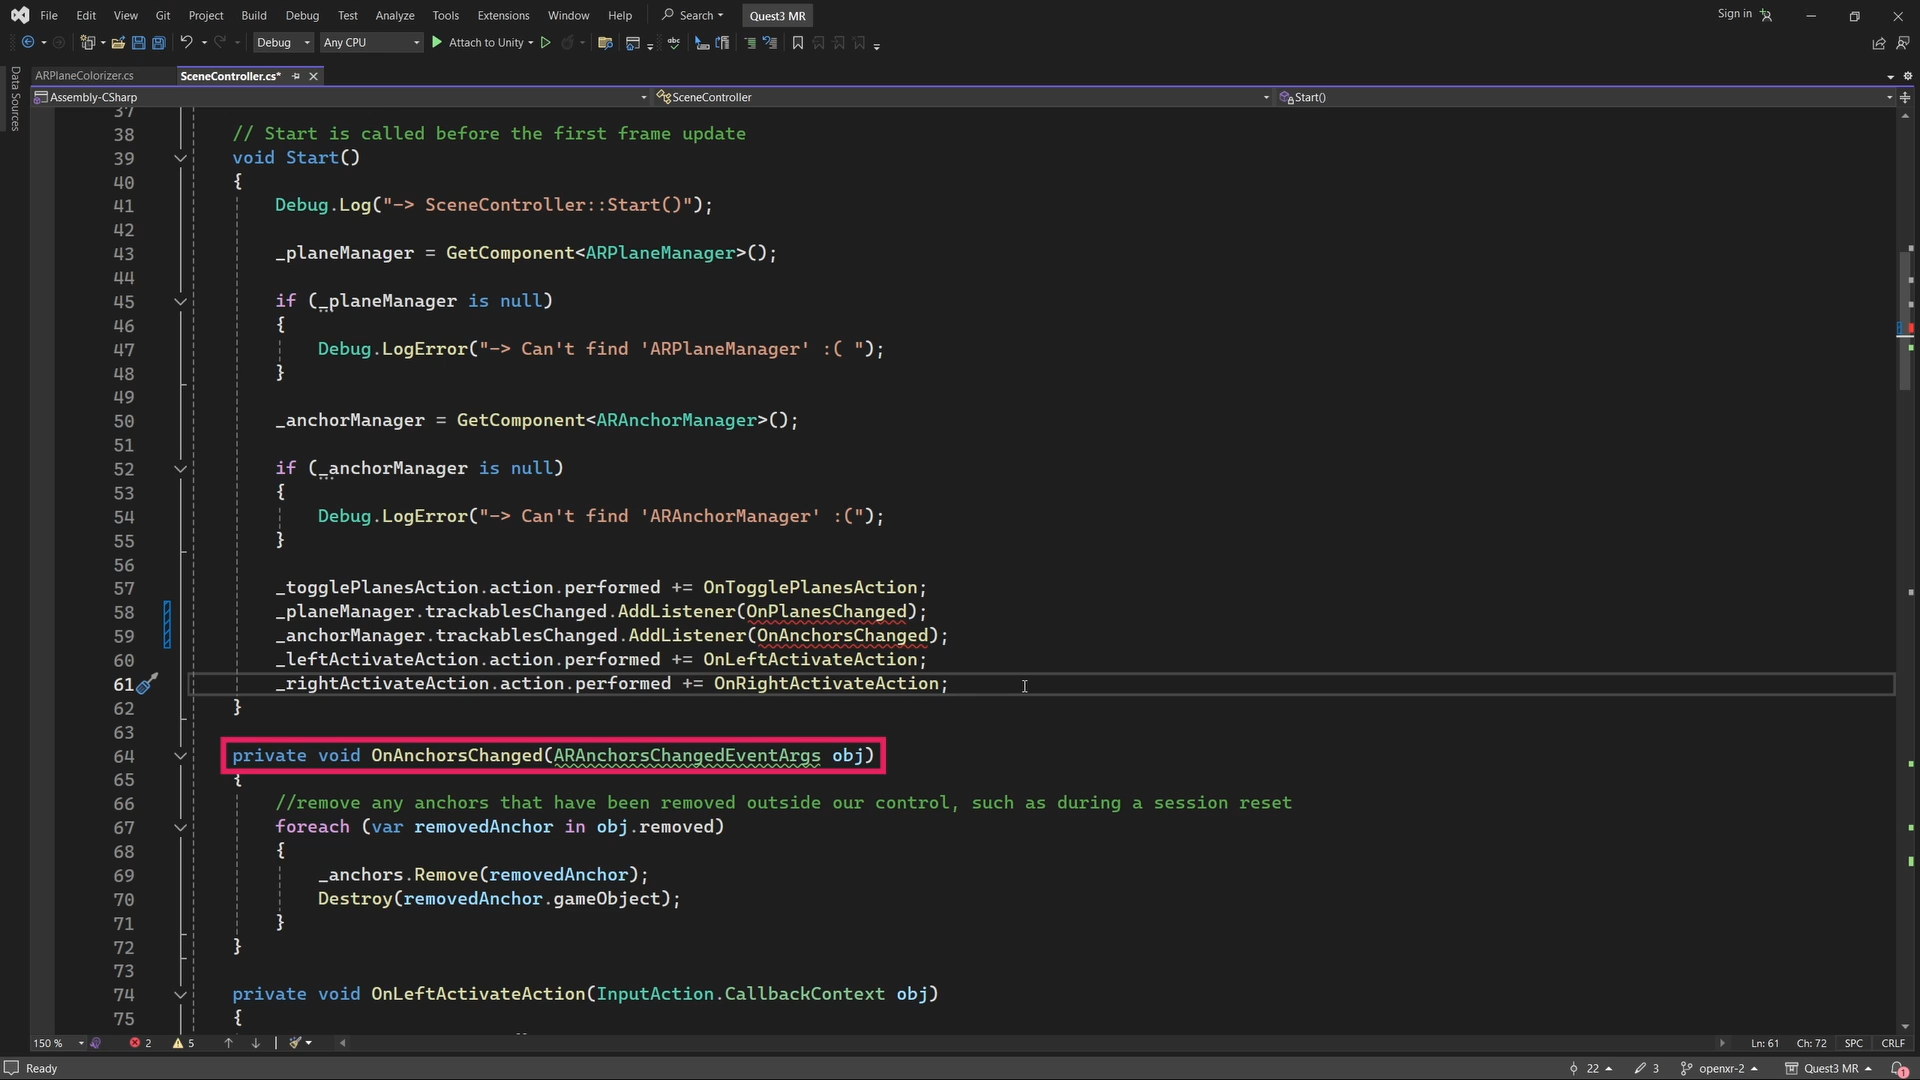 File Edit View Git Project Build Debug Test Analyze Tools Extensions Window Help Search Quest3 MR Sign in
Debug Any CPU Attach to Unity
Data Sources
ARPlaneColorizer.cs SceneController.cs*
Assembly-CSharp SceneController Start()
37
38 // Start is called before the first frame update
39 void Start()
40 {
41 Debug.Log("-> SceneController::Start()");
42
43 _planeManager = GetComponent<ARPlaneManager>();
44
45 if (_planeManager is null)
46 {
47 Debug.LogError("-> Can't find 'ARPlaneManager' :( ");
48 }
49
50 _anchorManager = GetComponent<ARAnchorManager>();
51
52 if (_anchorManager is null)
53 {
54 Debug.LogError("-> Can't find 'ARAnchorManager' :(");
55 }
56
57 _togglePlanesAction.action.performed += OnTogglePlanesAction;
58 _planeManager.trackablesChanged.AddListener(OnPlanesChanged);
59 _anchorManager.trackablesChanged.AddListener(OnAnchorsChanged);
60 _leftActivateAction.action.performed += OnLeftActivateAction;
61 _rightActivateAction.action.performed += OnRightActivateAction;
62 }
63
64 private void OnAnchorsChanged(ARAnchorsChangedEventArgs obj)
65 {
66 //remove any anchors that have been removed outside our control, such as during a session reset
67 foreach (var removedAnchor in obj.removed)
68 {
69 _anchors.Remove(removedAnchor);
70 Destroy(removedAnchor.gameObject);
71 }
72 }
73
74 private void OnLeftActivateAction(InputAction.CallbackContext obj)
75 {
150 % 2 5 Ln: 61 Ch: 72 SPC CRLF
Ready 22 3 openxr-2 Quest3 MR 1